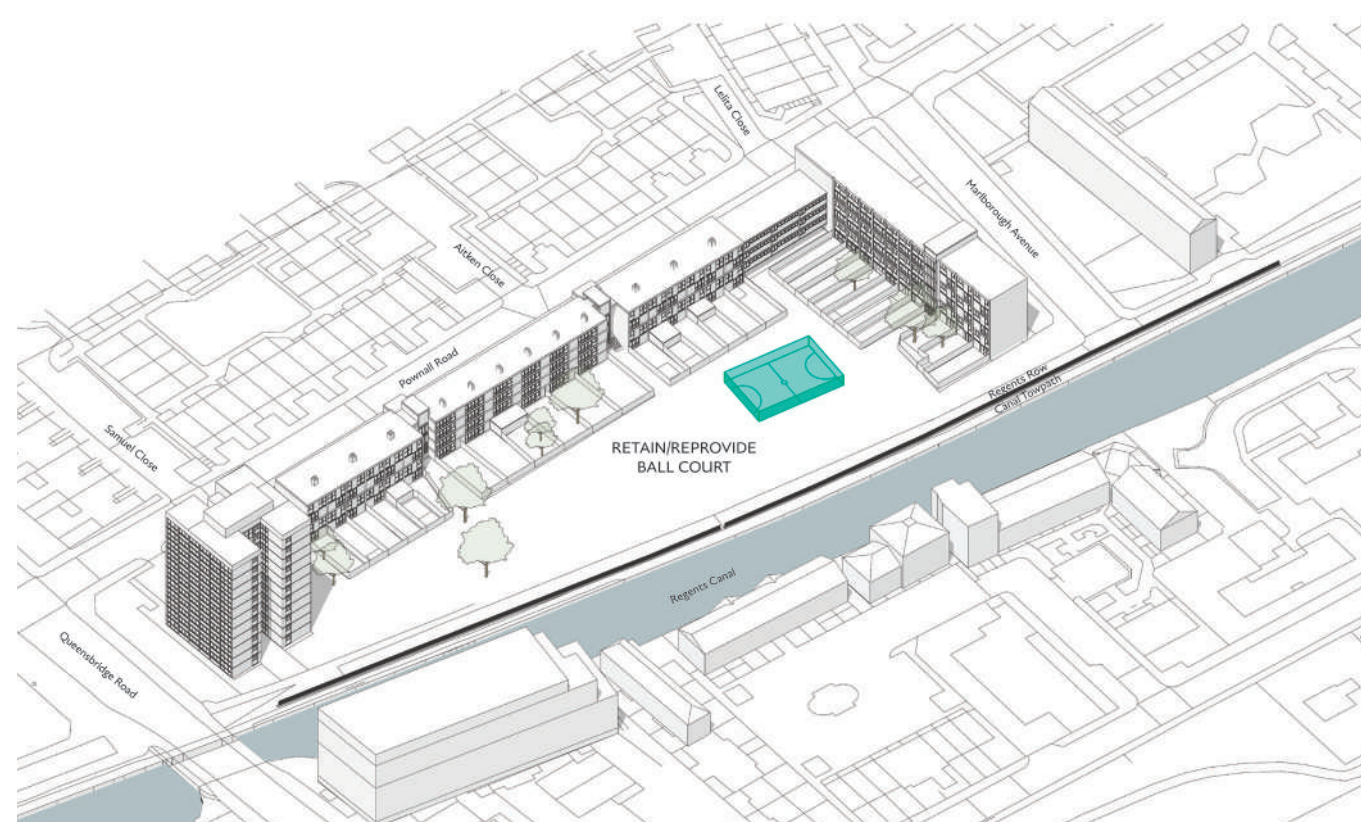 Lelita Close
Marlborough Avenue
Aitken Close
Pownall Road
Samuel Close
Regents Row
Canal Towpath
RETAIN/REPROVIDE
BALL COURT
Regents Canal
Queensbridge Road